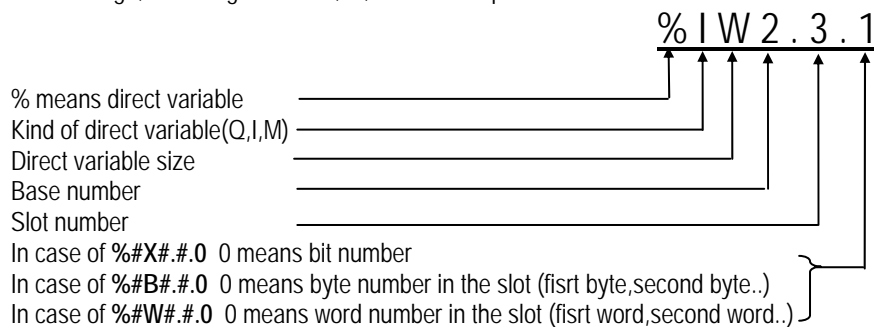 %IW2.3.1
% means direct variable
Kind of direct variable(Q,I,M)
Direct variable size
Base number
Slot number
In case of %#X#.#.0 0 means bit number
In case of %#B#.#.0 0 means byte number in the slot (fisrt byte,second byte..)
In case of %#W#.#.0 0 means word number in the slot (fisrt word,second word..)